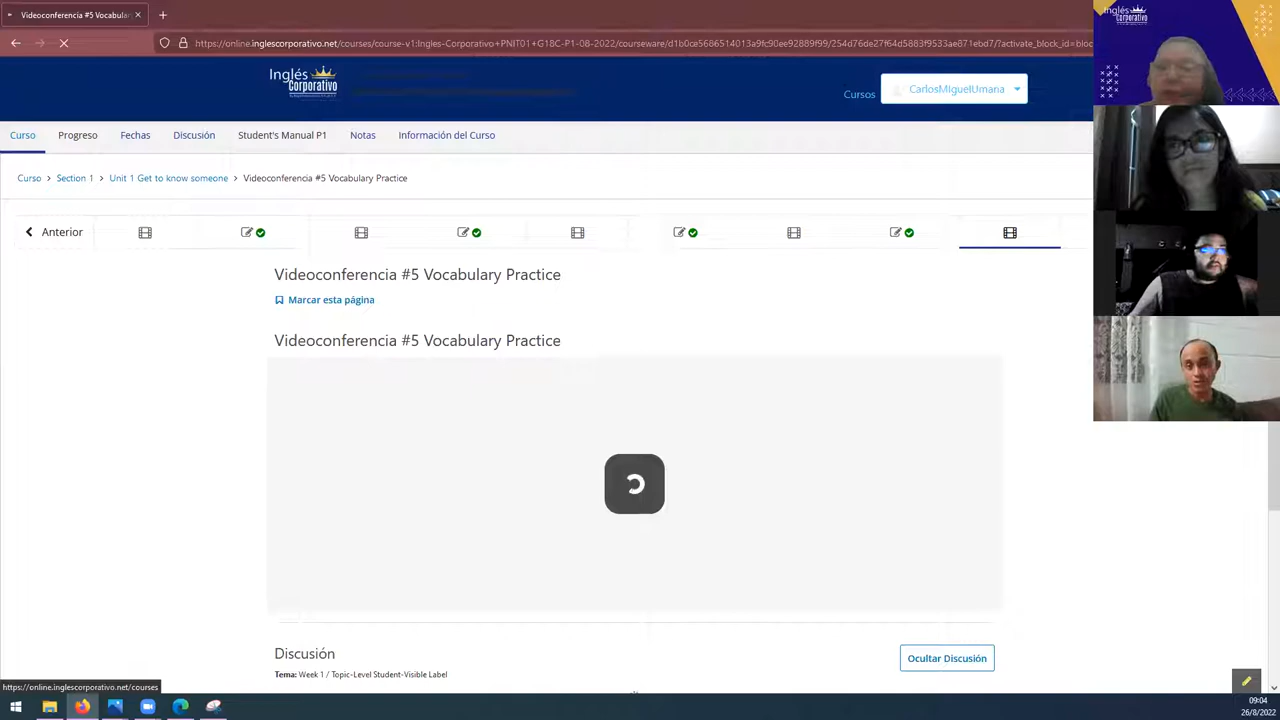 Videoconferencia #5 Vocabular
https://online.inglescorporativo.net/courses/course-v1:Ingles-Corporativo+PNIT01+G18C-P1-08-2022/courseware/d1b0ce5686514013a9fc90ee92889f99/254d76de27f64d5883f9533ae871ebd7/?activate_block_id=bloc
Inglés
Corporativo
Cursos
CarlosMiguelUmana
Curso
Progreso
Fechas
Discusión
Student's Manual P1
Notas
Información del Curso
Curso > Section 1 > Unit 1 Get to know someone > Videoconferencia #5 Vocabulary Practice
Anterior
Videoconferencia #5 Vocabulary Practice
Marcar esta página
Videoconferencia #5 Vocabulary Practice
Discusión
Ocultar Discusión
Tema: Week 1 / Topic-Level Student-Visible Label
https://online.inglescorporativo.net/courses
09:04
26/8/2022
Inglés
Corporativo